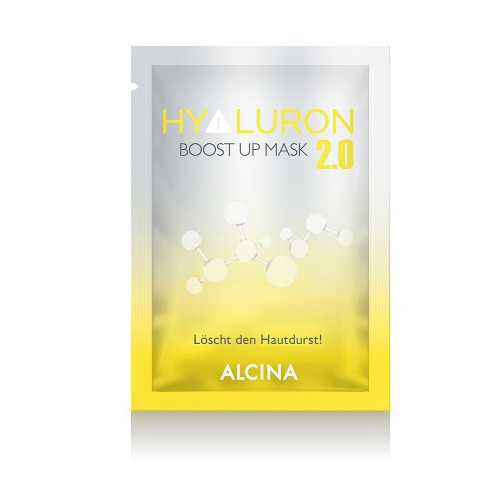 HYALURON
BOOST UP MASK 2.0
Löscht den Hautdurst!
ALCINA